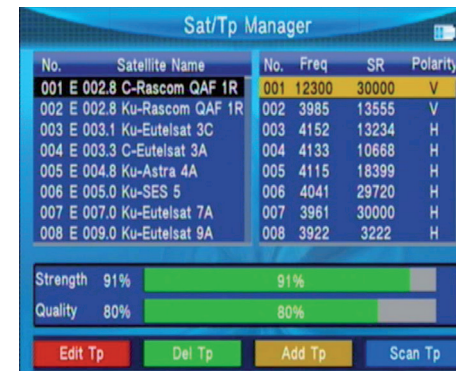 Sat/Tp Manager
No. Satellite Name
001 E 002.8 C-Rascom QAF 1R
002 E 002.8 Ku-Rascom QAF 1R
003 E 003.1 Ku-Eutelsat 3C
004 E 003.3 C-Eutelsat 3A
005 E 004.8 Ku-Astra 4A
006 E 005.0 Ku-SES 5
007 E 007.0 Ku-Eutelsat 7A
008 E 009.0 Ku-Eutelsat 9A
No. Freq SR Polarity
001 12300 30000 V
002 3985 13555 V
003 4152 13234 H
004 4133 10668 H
005 4115 18399 H
006 4041 29720 H
007 3961 30000 H
008 3922 3222 H
Strength 91% 91%
Quality 80% 80%
Edit Tp Del Tp Add Tp Scan Tp